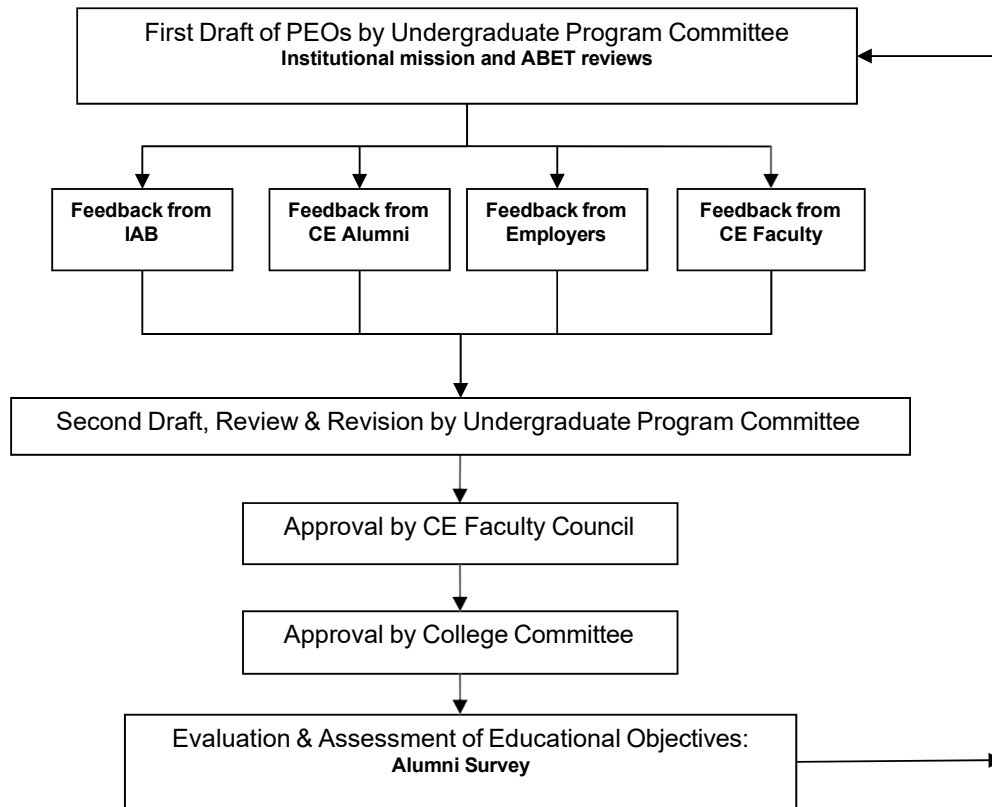 First Draft of PEOs by Undergraduate Program Committee
Institutional mission and ABET reviews
Feedback from
IAB
Feedback from
CE Alumni
Feedback from
Employers
Feedback from
CE Faculty
Second Draft, Review & Revision by Undergraduate Program Committee
Approval by CE Faculty Council
Approval by College Committee
Evaluation & Assessment of Educational Objectives:
Alumni Survey